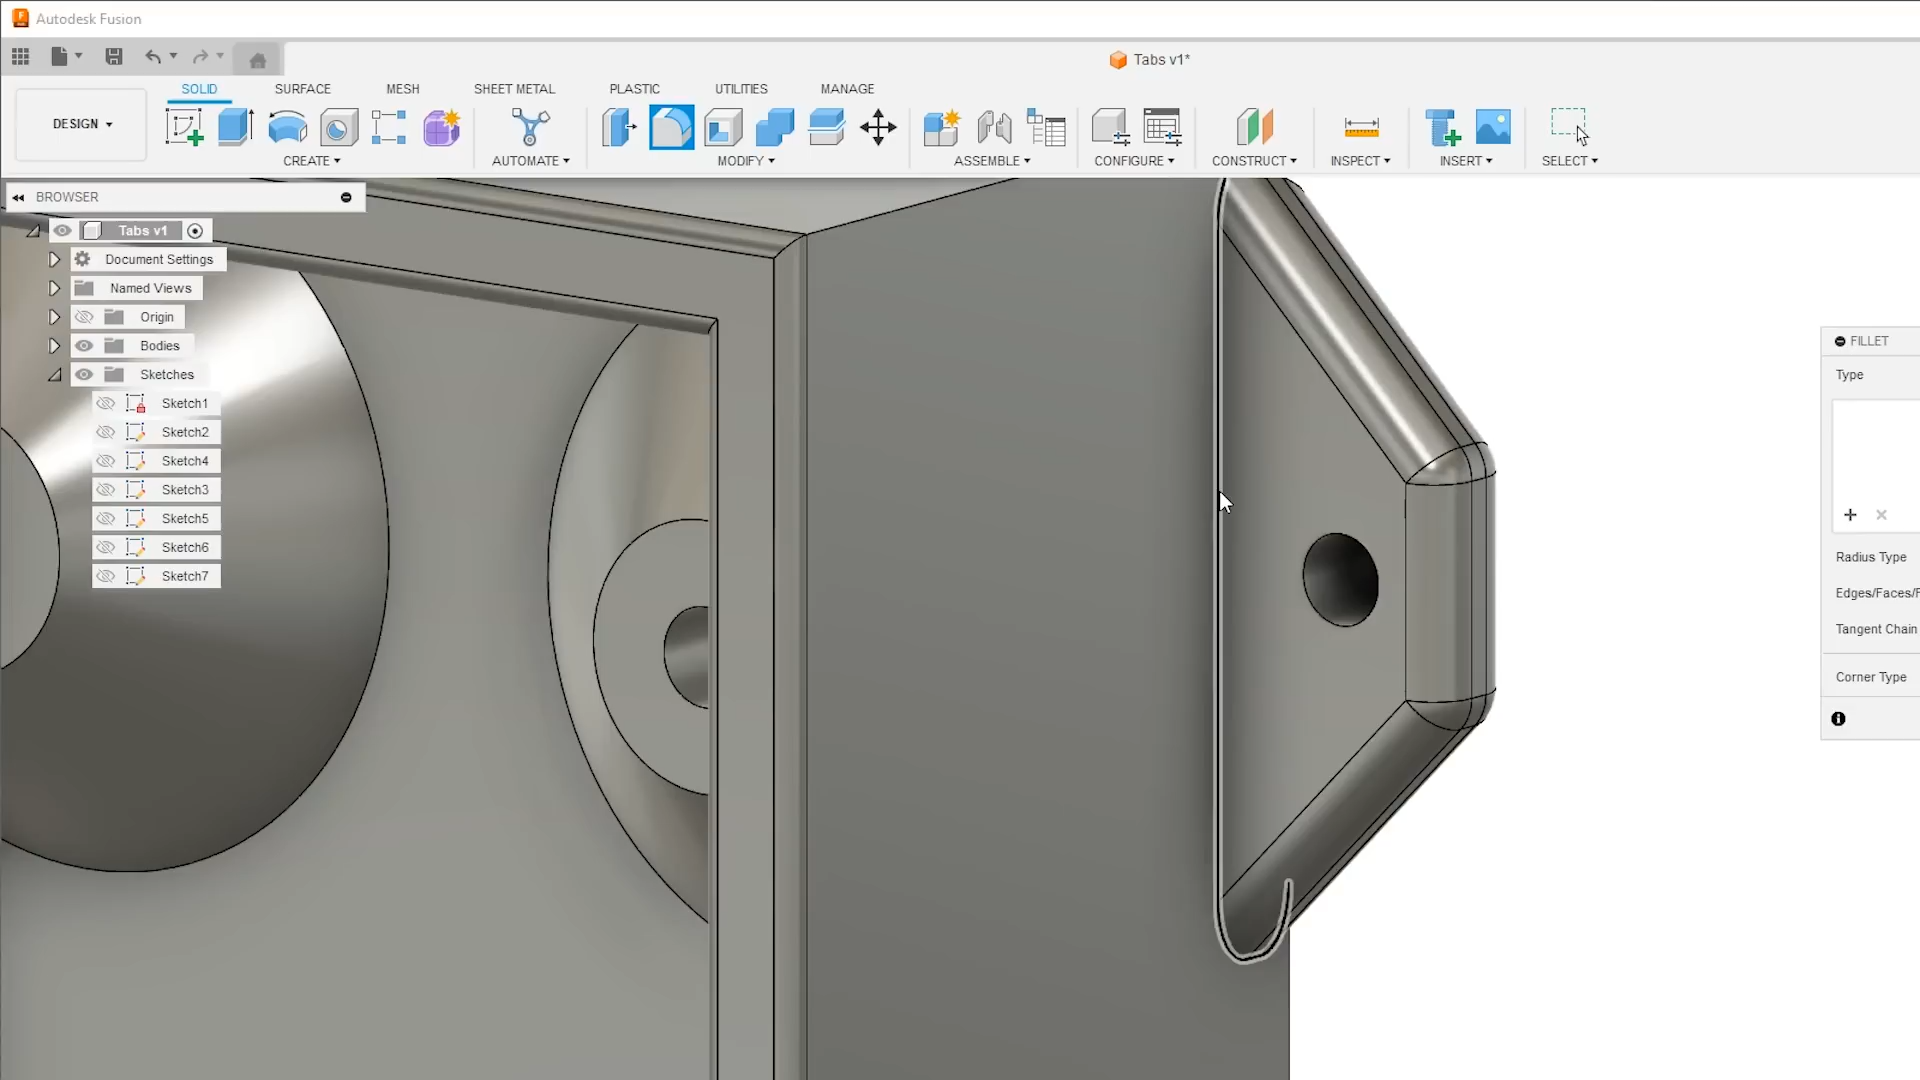 Autodesk Fusion
Tabs v1*
SOLID SURFACE MESH SHEET METAL PLASTIC UTILITIES MANAGE
DESIGN
CREATE AUTOMATE MODIFY ASSEMBLE CONFIGURE CONSTRUCT INSPECT INSERT SELECT
BROWSER
Tabs v1
Document Settings
Named Views
Origin
Bodies
Sketches
Sketch1
Sketch2
Sketch4
Sketch3
Sketch5
Sketch6
Sketch7
FILLET
Type
Radius Type
Edges/Faces/F
Tangent Chain
Corner Type